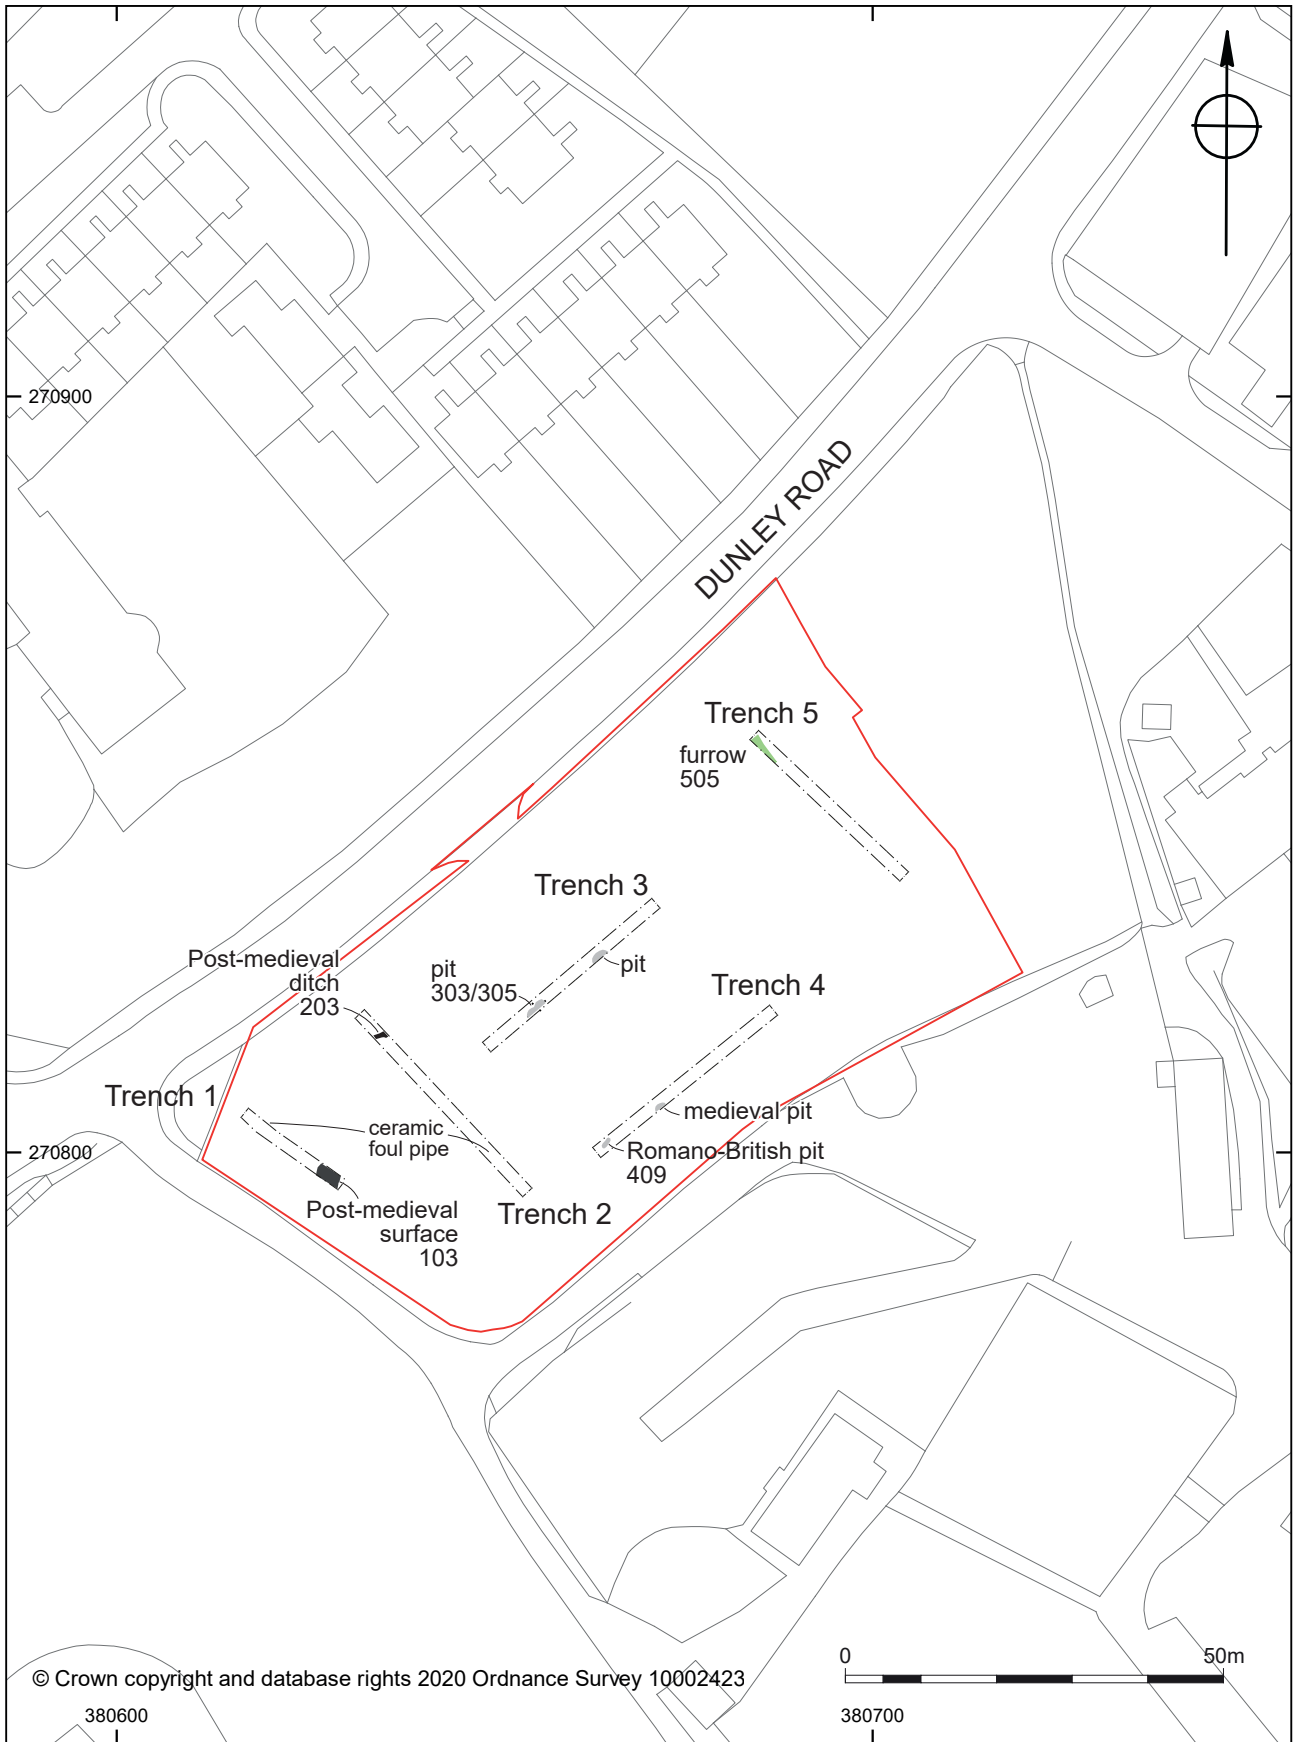 270900
DUNLEY ROAD
Trench 5
furrow
505
Trench 3
Post-medieval
ditch
203
pit
303/305
pit
Trench 4
Trench 1
ceramic
foul pipe
medieval pit
270800
Romano-British pit
409
Post-medieval
surface
103
Trench 2
0
50m
© Crown copyright and database rights 2020 Ordnance Survey 10002423
380600
380700